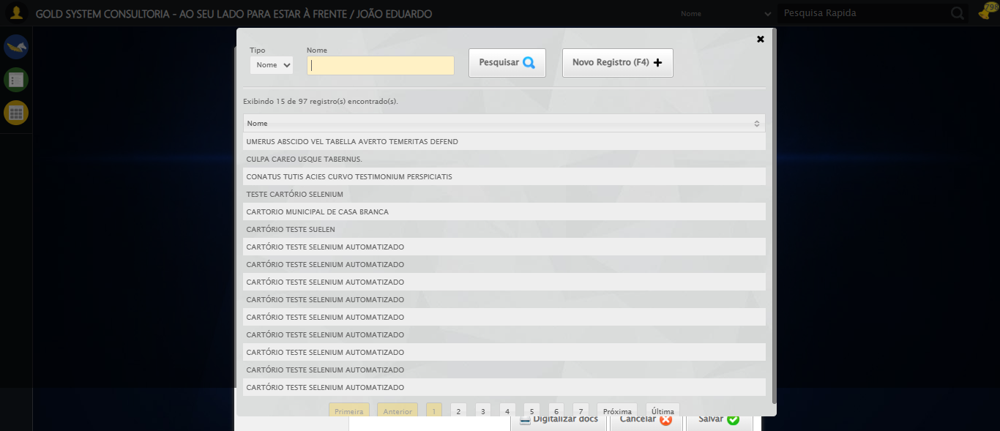 GOLD SYSTEM CONSULTORIA - AO SEU LADO PARA ESTAR À FRENTE / JOÃO EDUARDO
Nome
Pesquisa Rapida
798
Tipo
Nome
Nome
Pesquisar
Novo Registro (F4)
Exibindo 15 de 97 registro(s) encontrado(s).
Nome
UMERUS ABSCIDO VEL TABELLA AVERTO TEMERITAS DEFEND
CULPA CAREO USQUE TABERNUS.
CONATUS TUTIS ACIES CURVO TESTIMONIUM PERSPICIATIS
TESTE CARTÓRIO SELENIUM
CARTORIO MUNICIPAL DE CASA BRANCA
CARTÓRIO TESTE SUELEN
CARTÓRIO TESTE SELENIUM AUTOMATIZADO
CARTÓRIO TESTE SELENIUM AUTOMATIZADO
CARTÓRIO TESTE SELENIUM AUTOMATIZADO
CARTÓRIO TESTE SELENIUM AUTOMATIZADO
CARTÓRIO TESTE SELENIUM AUTOMATIZADO
CARTÓRIO TESTE SELENIUM AUTOMATIZADO
CARTÓRIO TESTE SELENIUM AUTOMATIZADO
CARTÓRIO TESTE SELENIUM AUTOMATIZADO
CARTÓRIO TESTE SELENIUM AUTOMATIZADO
Primeira Anterior 1 2 3 4 5 6 7 Próxima Última
Digitalizar docs Cancelar Salvar